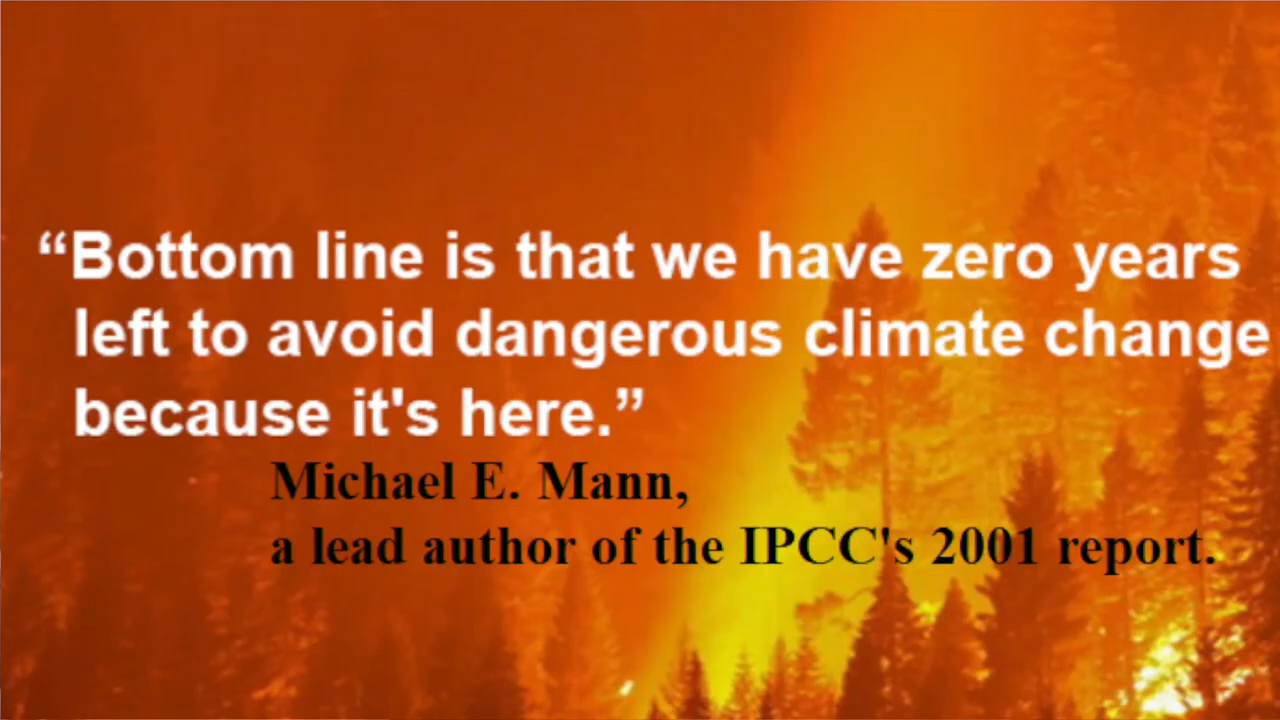 “Bottom line is that we have zero years
left to avoid dangerous climate change
because it's here.”
Michael E. Mann,
a lead author of the IPCC's 2001 report.